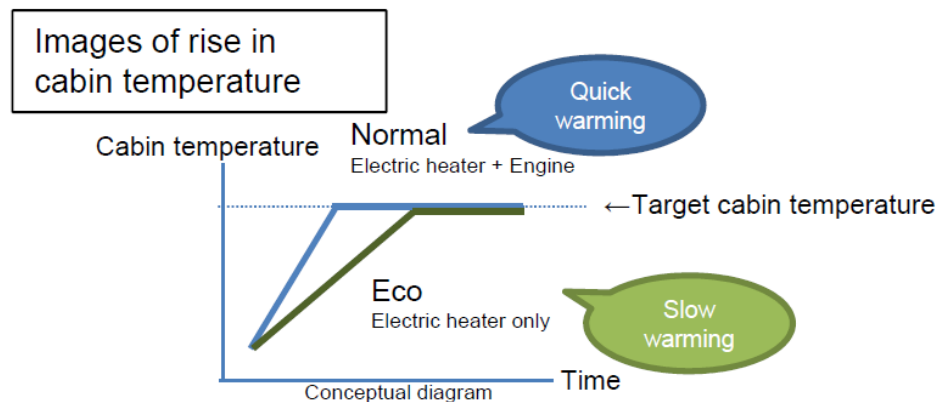 Images of rise in
cabin temperature
Quick
warming
Normal
Cabin temperature
Electric heater + Engine
←Target cabin temperature
Eco
Electric heater only
Slow
warming
Time
Conceptual diagram